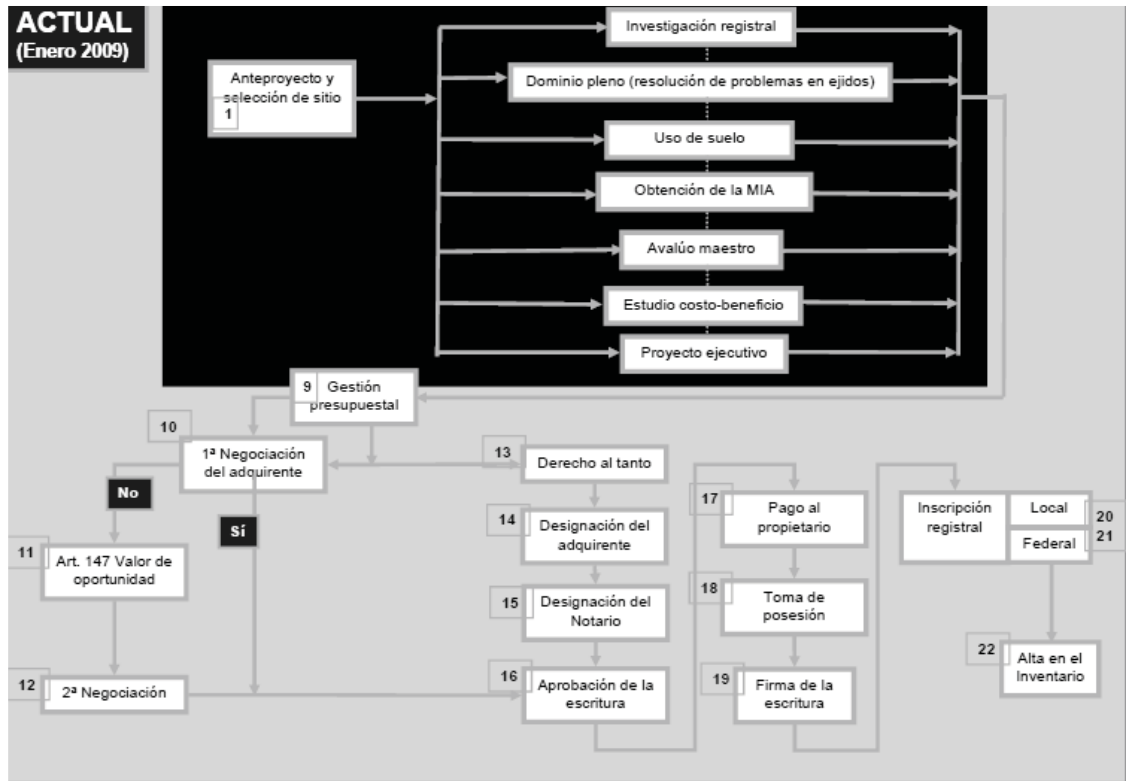 ACTUAL
(Enero 2009)
Anteproyecto y
selección de sitio
1
Investigación registral
Dominio pleno (resolución de problemas en ejidos)
Uso de suelo
Obtención de la MIA
Avalúo maestro
Estudio costo-beneficio
Proyecto ejecutivo
9
Gestión
presupuestal
10
1ª Negociación
del adquirente
No
Sí
11
Art. 147 Valor de
oportunidad
12
2ª Negociación
13
Derecho al tanto
14
Designación del
adquirente
15
Designación del
Notario
16
Aprobación de la
escritura
17
Pago al
propietario
18
Toma de
posesión
19
Firma de la
escritura
Inscripción
registral
Local
20
Federal
21
22
Alta en el
Inventario